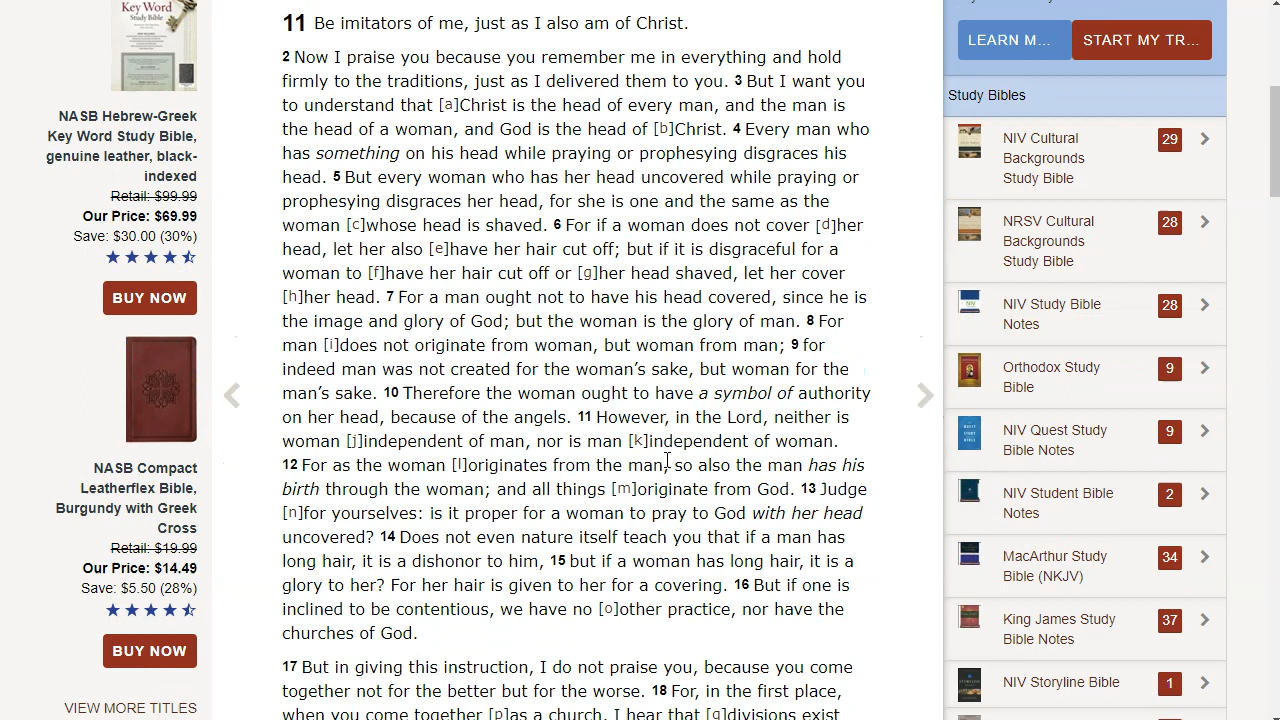 Key Word
Study Bible
NASB Hebrew-Greek
Key Word Study Bible,
genuine leather, black-
indexed
Retail: $99.99
Our Price: $69.99
Save: $30.00 (30%)
BUY NOW
NASB Compact
Leatherflex Bible,
Burgundy with Greek
Cross
Retail: $19.99
Our Price: $14.49
Save: $5.50 (28%)
BUY NOW
VIEW MORE TITLES
11 Be imitators of me, just as I also am of Christ.
2 Now I praise you because you remember me in everything and hold
firmly to the traditions, just as I delivered them to you. 3 But I want you
to understand that [a]Christ is the head of every man, and the man is
the head of a woman, and God is the head of [b]Christ. 4 Every man who
has something on his head while praying or prophesying disgraces his
head. 5 But every woman who has her head uncovered while praying or
prophesying disgraces her head, for she is one and the same as the
woman [c]whose head is shaved. 6 For if a woman does not cover [d]her
head, let her also [e]have her hair cut off; but if it is disgraceful for a
woman to [f]have her hair cut off or [g]her head shaved, let her cover
[h]her head. 7 For a man ought not to have his head covered, since he is
the image and glory of God; but the woman is the glory of man. 8 For
man [i]does not originate from woman, but woman from man; 9 for
indeed man was not created for the woman’s sake, but woman for the
man’s sake. 10 Therefore the woman ought to have a symbol of authority
on her head, because of the angels. 11 However, in the Lord, neither is
woman [j]independent of man, nor is man [k]independent of woman.
12 For as the woman [l]originates from the man, so also the man has his
birth through the woman; and all things [m]originate from God. 13 Judge
[n]for yourselves: is it proper for a woman to pray to God with her head
uncovered? 14 Does not even nature itself teach you that if a man has
long hair, it is a dishonor to him, 15 but if a woman has long hair, it is a
glory to her? For her hair is given to her for a covering. 16 But if one is
inclined to be contentious, we have no [o]other practice, nor have the
churches of God.
17 But in giving this instruction, I do not praise you, because you come
together not for the better but for the worse. 18 For, in the first place,
when you come together [p]as a church, I hear that [q]divisions exist
LEARN
START MY TR...
Study Bibles
NIV Cultural
Backgrounds
Study Bible
29
NRSV Cultural
Backgrounds
Study Bible
28
NIV Study Bible
Notes
28
Orthodox Study
Bible
9
NIV Quest Study
Bible Notes
9
NIV Student Bible
Notes
2
MacArthur Study
Bible (NKJV)
34
King James Study
Bible Notes
37
NIV Storyline Bible
1